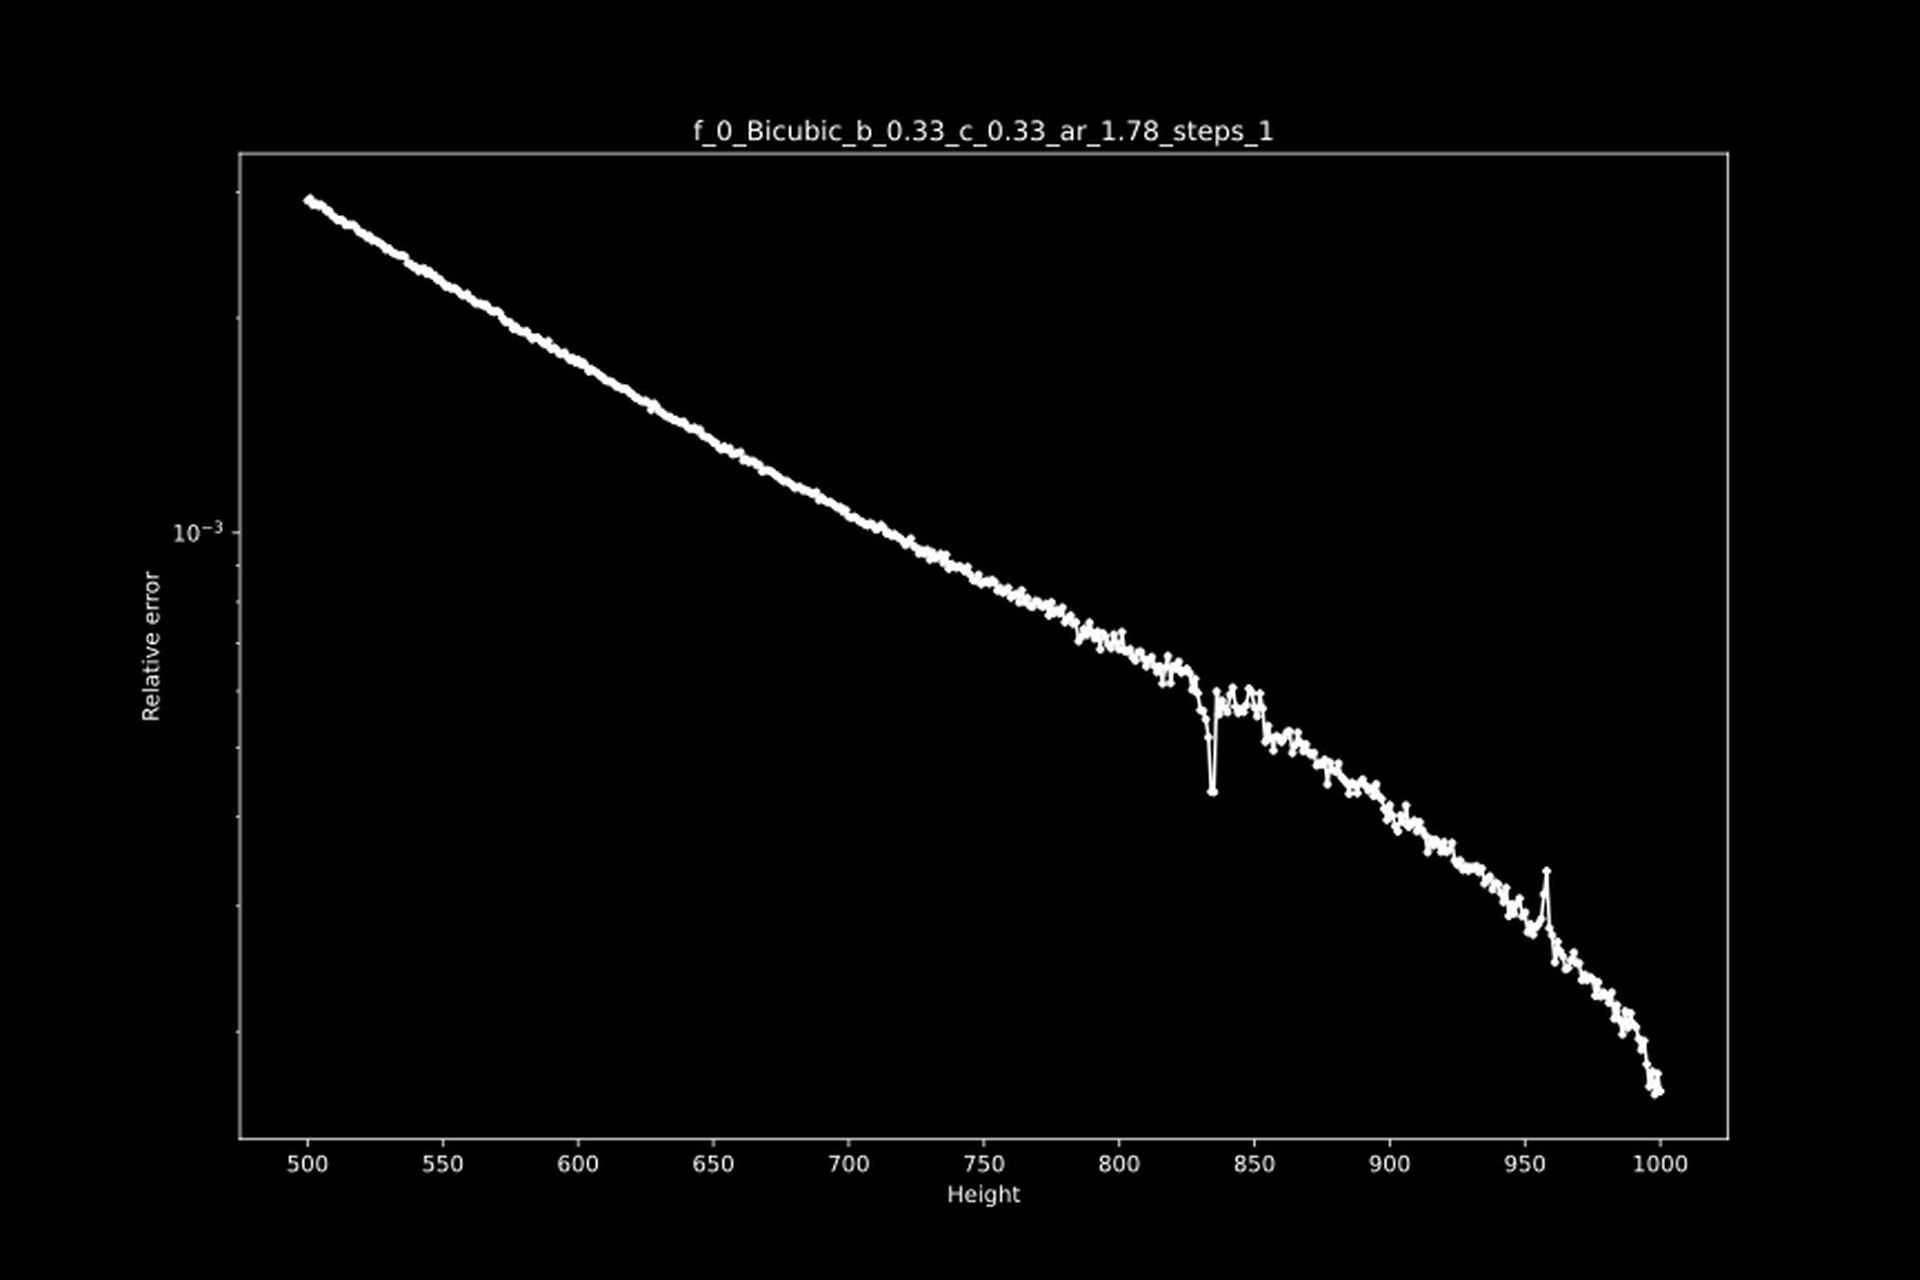 f_0_Bicubic_b_0.33_c_0.33_ar_1.78_steps_1
10⁻³
Relative error
500 550 600 650 700 750 800 850 900 950 1000
Height